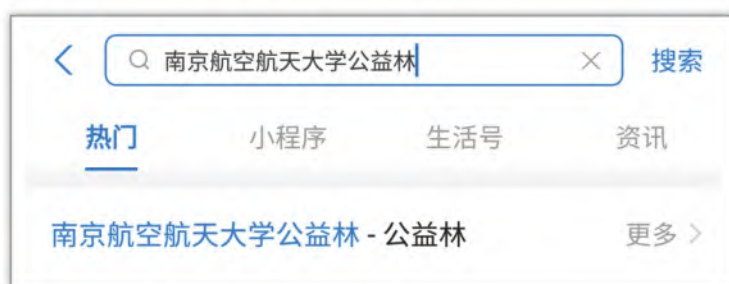 南京航空航天大学公益林 搜索
热门 小程序 生活号 资讯
南京航空航天大学公益林 - 公益林 更多